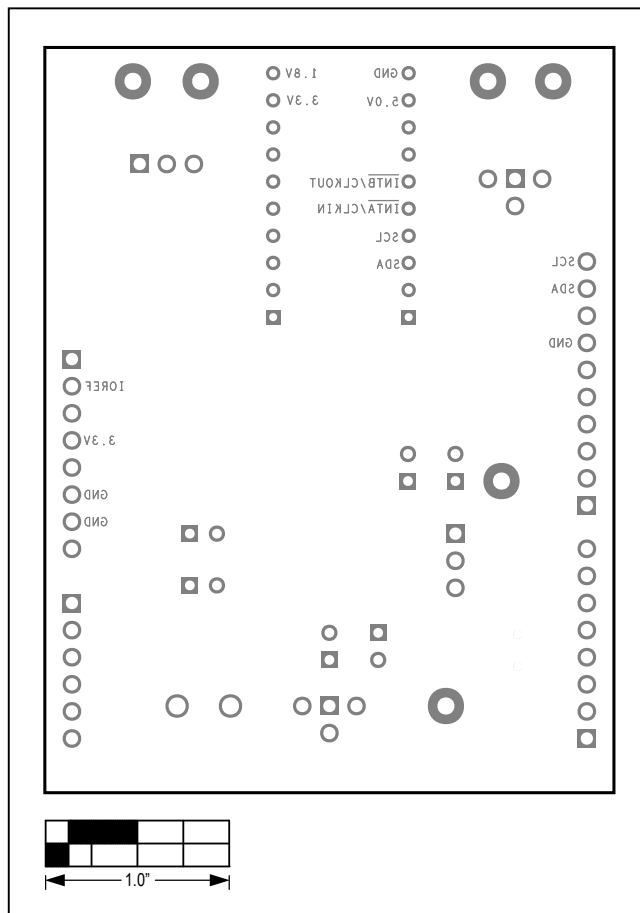 1.8V GND
3.3V 5.0V
INTB/CLKOUT
INTA/CLKIN
SCL
SDA
SCL
SDA
GND
IOREF
3.3V
GND
GND
1.0”